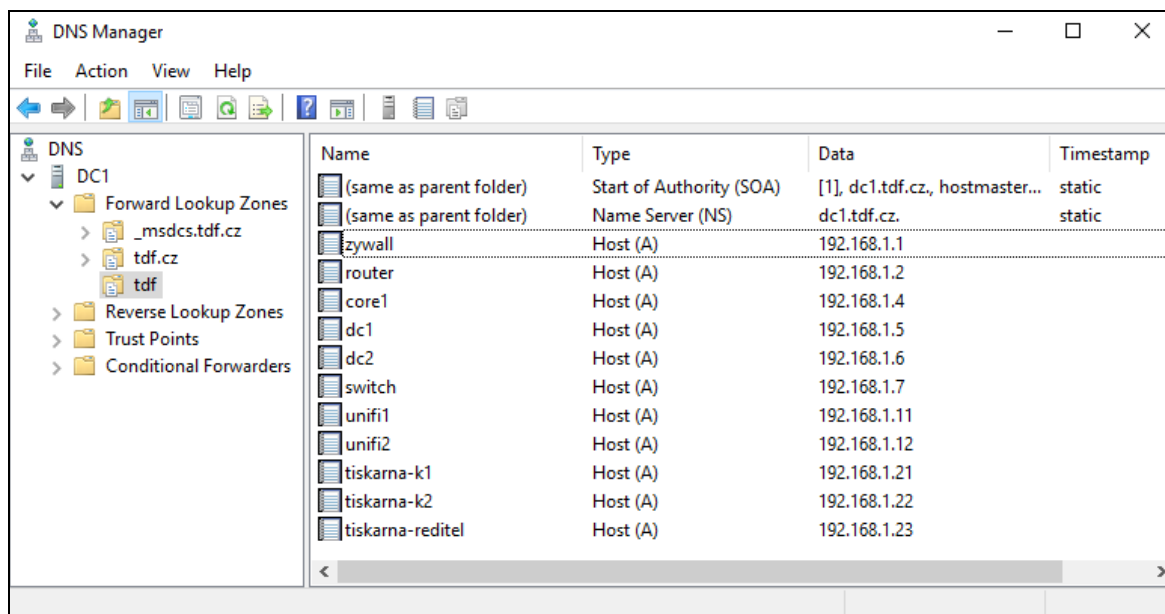 DNS Manager
File Action View Help
DNS
DC1
Forward Lookup Zones
_msdcs.tdf.cz
tdf.cz
tdf
Reverse Lookup Zones
Trust Points
Conditional Forwarders
Name Type Data Timestamp
(same as parent folder) Start of Authority (SOA) [1], dc1.tdf.cz., hostmaster... static
(same as parent folder) Name Server (NS) dc1.tdf.cz. static
zywall Host (A) 192.168.1.1
router Host (A) 192.168.1.2
core1 Host (A) 192.168.1.4
dc1 Host (A) 192.168.1.5
dc2 Host (A) 192.168.1.6
switch Host (A) 192.168.1.7
unifi1 Host (A) 192.168.1.11
unifi2 Host (A) 192.168.1.12
tiskarna-k1 Host (A) 192.168.1.21
tiskarna-k2 Host (A) 192.168.1.22
tiskarna-reditel Host (A) 192.168.1.23